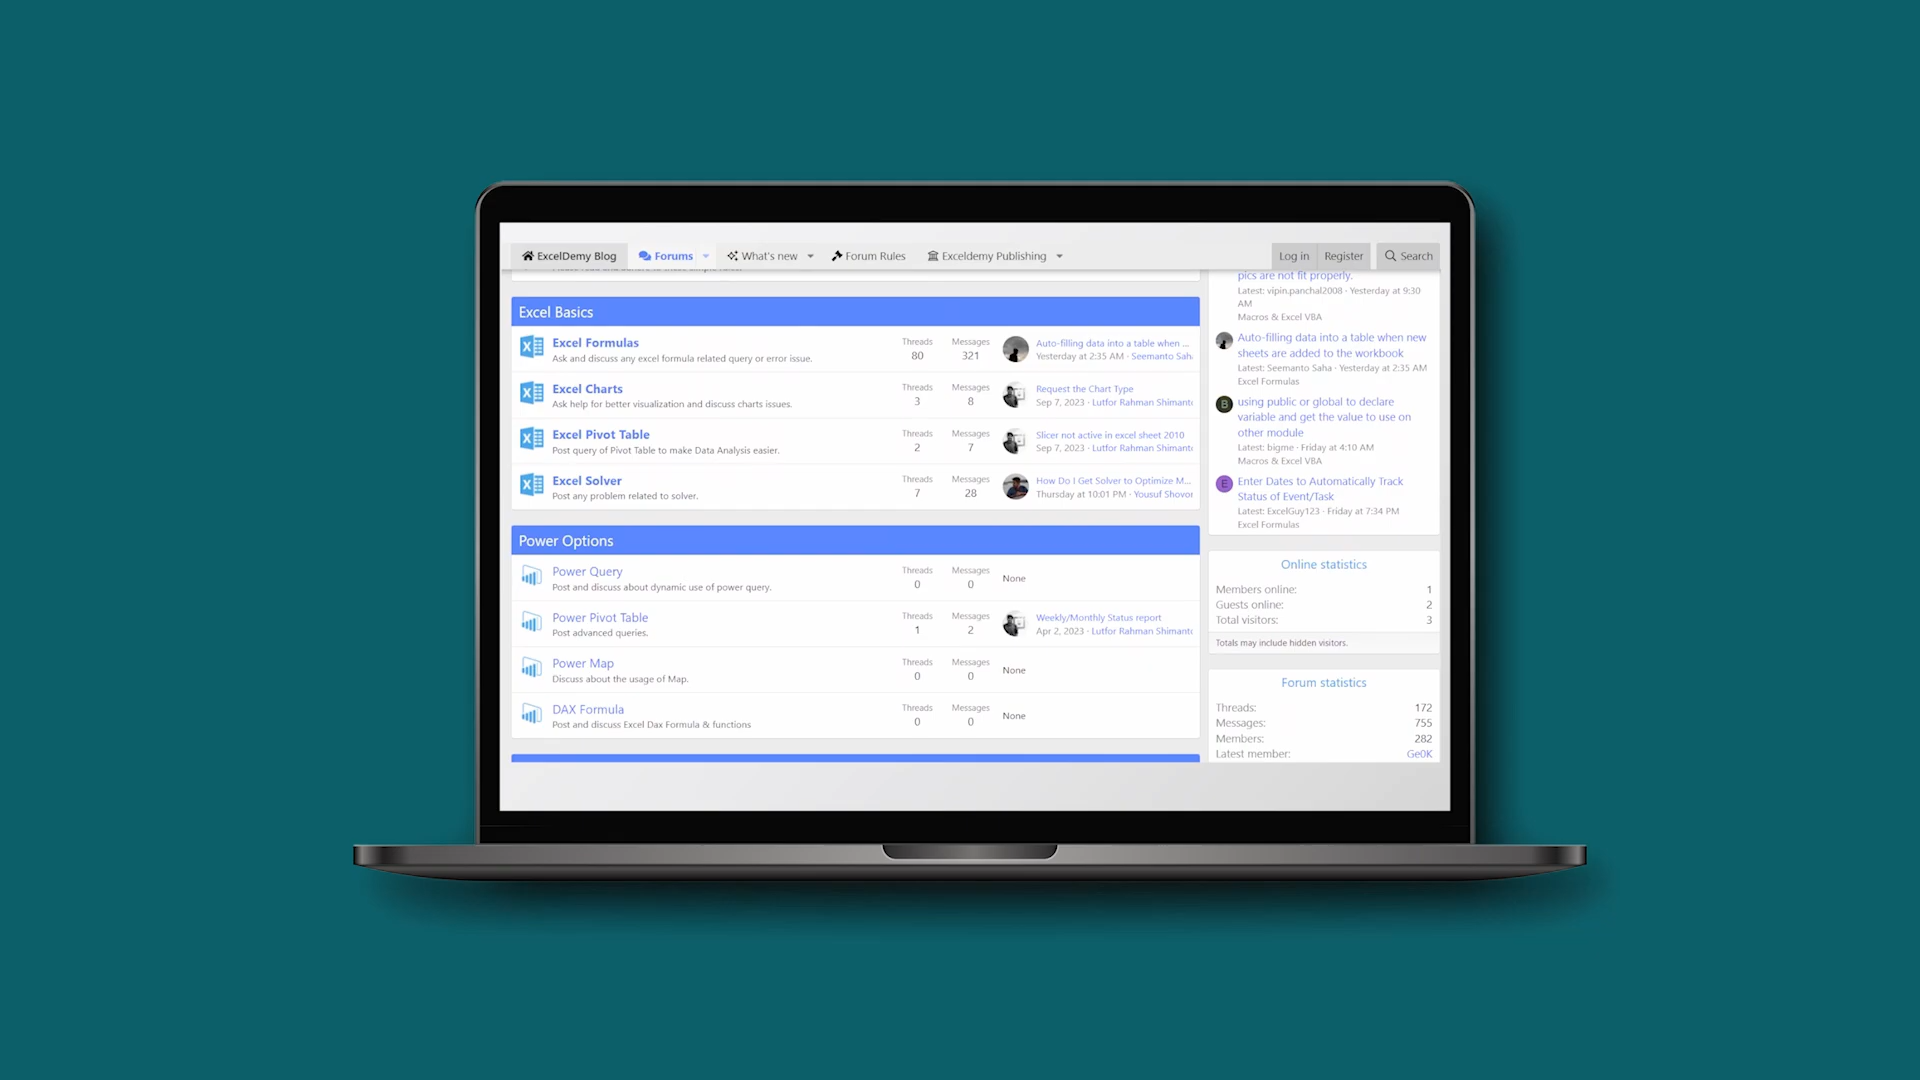 ExcelDemy Blog
Forums
What's new
Forum Rules
Exceldemy Publishing
Log in
Register
Search
Excel Basics
Excel Formulas
Ask and discuss any excel formula related query or error issue.
Threads
80
Messages
321
Auto-filling data into a table when ...
Yesterday at 2:35 AM · Seemanto Saha
Excel Charts
Ask help for better visualization and discuss charts issues.
Threads
3
Messages
8
Request the Chart Type
Sep 7, 2023 · Lutfor Rahman Shimanto
Excel Pivot Table
Post query of Pivot Table to make Data Analysis easier.
Threads
2
Messages
7
Slicer not active in excel sheet 2010
Sep 7, 2023 · Lutfor Rahman Shimanto
Excel Solver
Post any problem related to solver.
Threads
7
Messages
28
How Do I Get Solver to Optimize M...
Thursday at 10:01 PM · Yousuf Shovon
Power Options
Power Query
Post and discuss about dynamic use of power query.
Threads
0
Messages
0
None
Power Pivot Table
Post advanced queries.
Threads
1
Messages
2
Weekly/Monthly Status report
Apr 2, 2023 · Lutfor Rahman Shimanto
Power Map
Discuss about the usage of Map.
Threads
0
Messages
0
None
DAX Formula
Post and discuss Excel Dax Formula & functions
Threads
0
Messages
0
None
pics are not fit properly.
Latest: vipin.panchal2008 · Yesterday at 9:30
AM
Macros & Excel VBA
Auto-filling data into a table when new
sheets are added to the workbook
Latest: Seemanto Saha · Yesterday at 2:35 AM
Excel Formulas
B
using public or global to declare
variable and get the value to use on
other module
Latest: bigme · Friday at 4:10 AM
Macros & Excel VBA
E
Enter Dates to Automatically Track
Status of Event/Task
Latest: ExcelGuy123 · Friday at 7:34 PM
Excel Formulas
Online statistics
Members online: 1
Guests online: 2
Total visitors: 3
Totals may include hidden visitors.
Forum statistics
Threads: 172
Messages: 755
Members: 282
Latest member: Ge0K